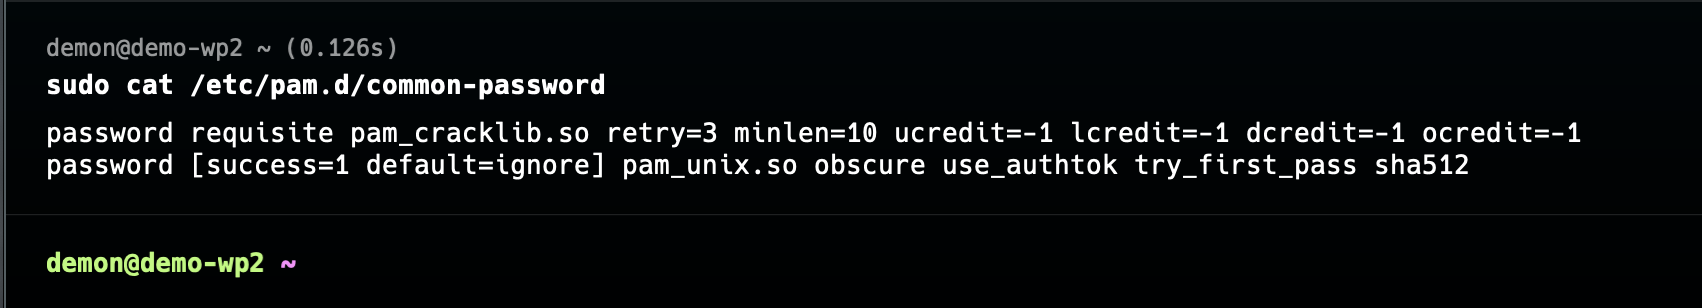 demon@demo-wp2 ~ (0.126s)
sudo cat /etc/pam.d/common-password
password requisite pam_cracklib.so retry=3 minlen=10 ucredit=-1 lcredit=-1 dcredit=-1 ocredit=-1
password [success=1 default=ignore] pam_unix.so obscure use_authtok try_first_pass sha512
demon@demo-wp2 ~